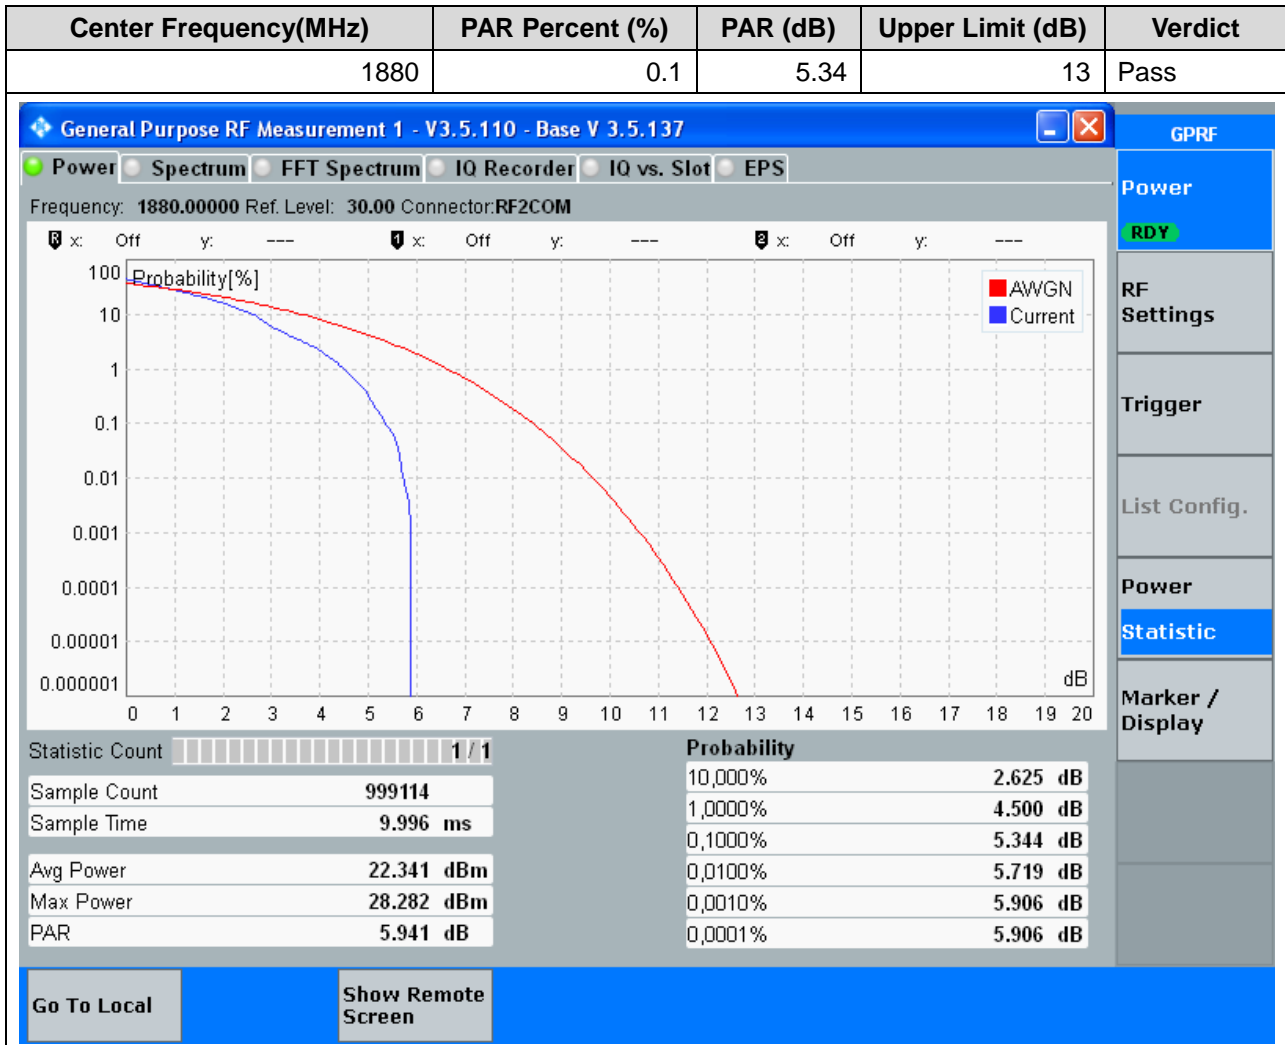 Center Frequency(MHz) PAR Percent (%) PAR (dB) Upper Limit (dB) Verdict
1880 0.1 5.34 13 Pass
General Purpose RF Measurement 1 - V3.5.110 - Base V 3.5.137
GPRF
Power Spectrum FFT Spectrum IQ Recorder IQ vs. Slot EPS
Power
RDY
Frequency: 1880.00000 Ref. Level: 30.00 Connector:RF2COM
R x: Off y: --- 1 x: Off y: --- 2 x: Off y: ---
Probability[%]
AWGN
Current
100
10
1
0.1
0.01
0.001
0.0001
0.00001
0.000001
dB
0 1 2 3 4 5 6 7 8 9 10 11 12 13 14 15 16 17 18 19 20
RF
Settings
Trigger
List Config.
Power
Statistic
Marker /
Display
Statistic Count 1 / 1
Sample Count 999114
Sample Time 9.996 ms
Avg Power 22.341 dBm
Max Power 28.282 dBm
PAR 5.941 dB
Probability
10,000% 2.625 dB
1,0000% 4.500 dB
0,1000% 5.344 dB
0,0100% 5.719 dB
0,0010% 5.906 dB
0,0001% 5.906 dB
Go To Local
Show Remote
Screen